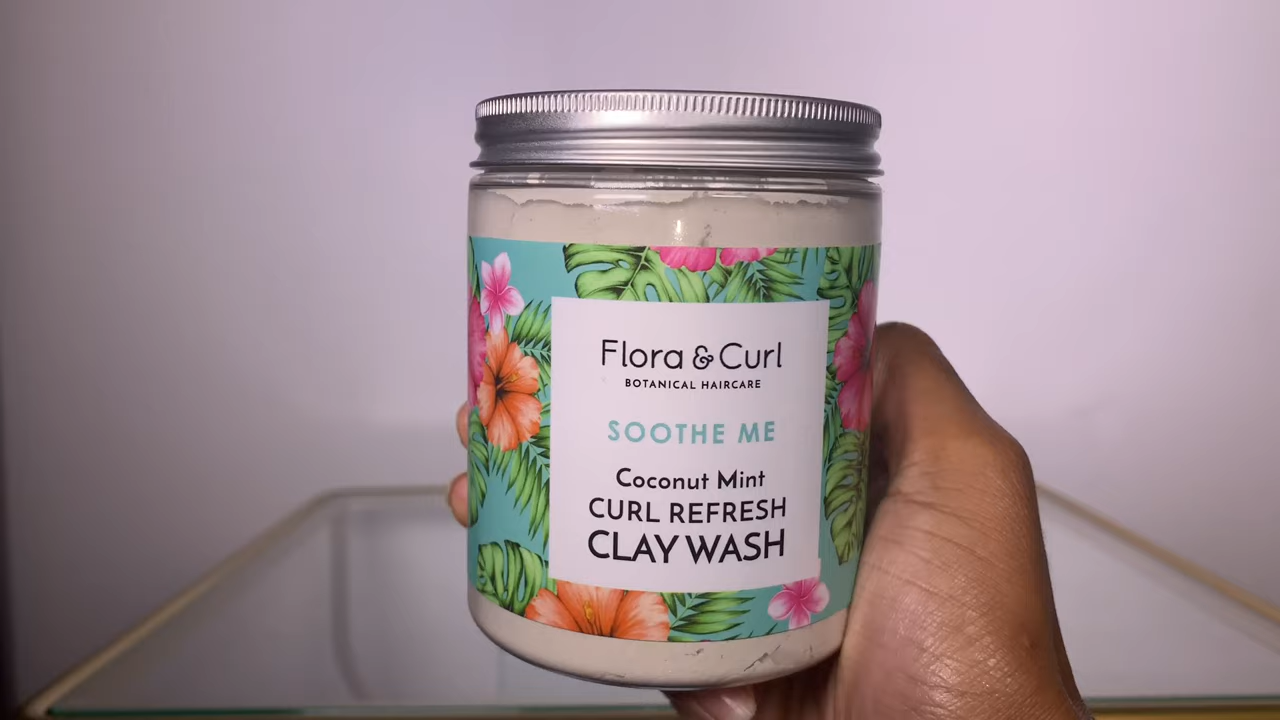 Flora & Curl
BOTANICAL HAIRCARE
SOOTHE ME
Coconut Mint
CURL REFRESH
CLAY WASH